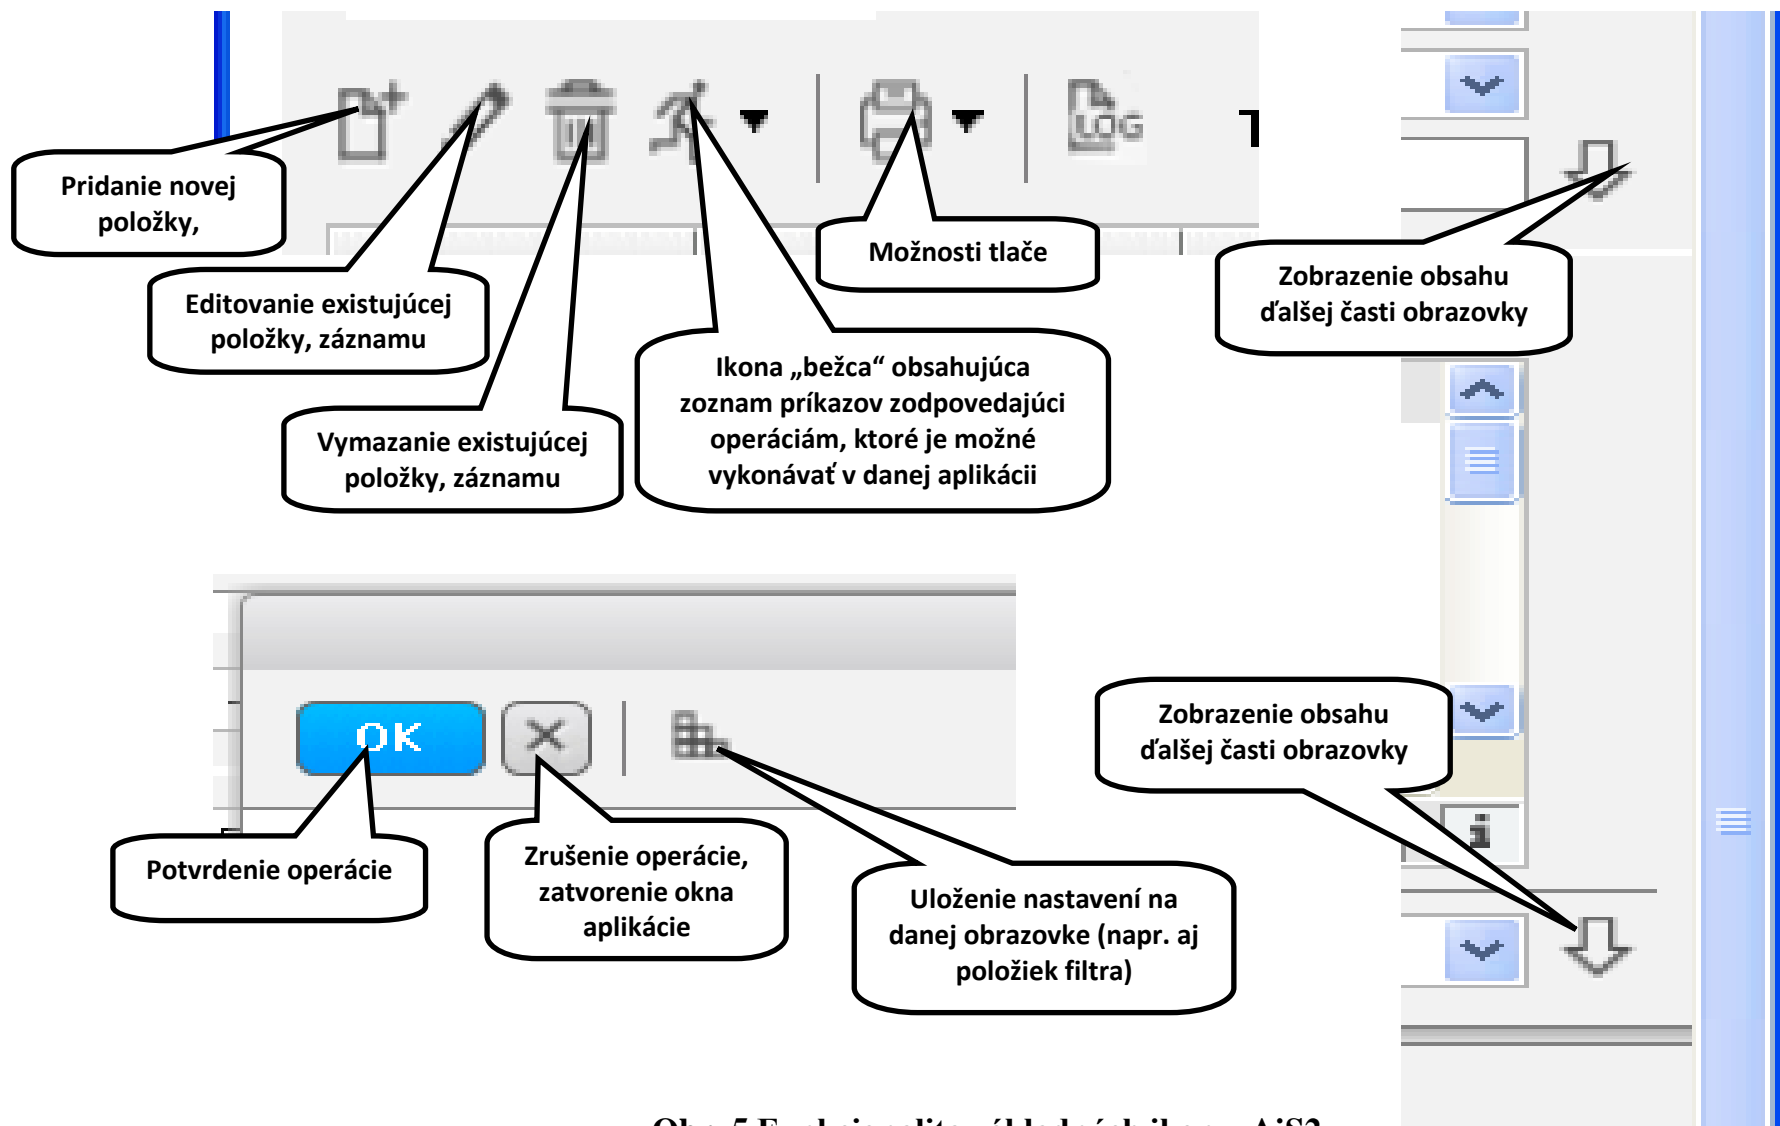 LOG
Pridanie novej
položky,
Možnosti tlače
Zobrazenie obsahu
ďalšej časti obrazovky
Editovanie existujúcej
položky, záznamu
Ikona „bežca“ obsahujúca
zoznam príkazov zodpovedajúci
operáciám, ktoré je možné
vykonávať v danej aplikácii
Vymazanie existujúcej
položky, záznamu
OK
Zobrazenie obsahu
ďalšej časti obrazovky
i
Potvrdenie operácie
Zrušenie operácie,
zatvorenie okna
aplikácie
Uloženie nastavení na
danej obrazovke (napr. aj
položiek filtra)